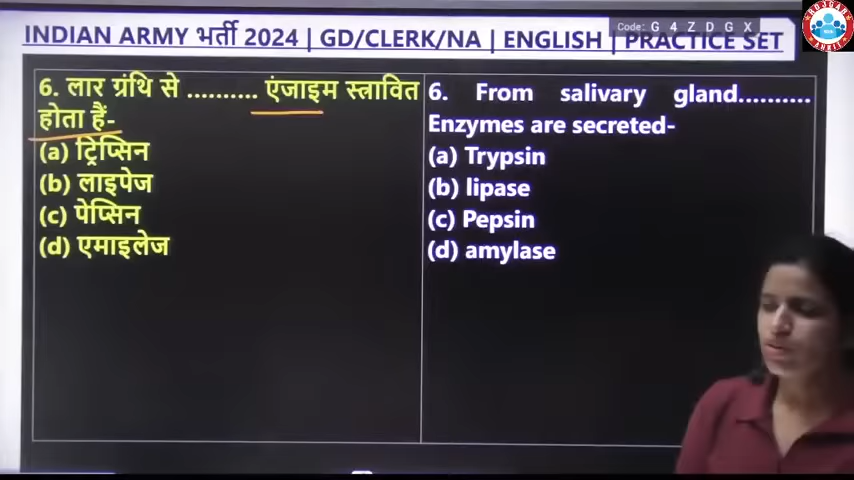 Code: G 4 Z D G X
INDIAN ARMY भर्ती 2024 | GD/CLERK/NA | ENGLISH | PRACTICE SET
6. लार ग्रंथि से .......... एंजाइम स्त्रावित
होता हैं-
(a) ट्रिप्सिन
(b) लाइपेज
(c) पेप्सिन
(d) एमाइलेज
6. From salivary gland..........
Enzymes are secreted-
(a) Trypsin
(b) lipase
(c) Pepsin
(d) amylase